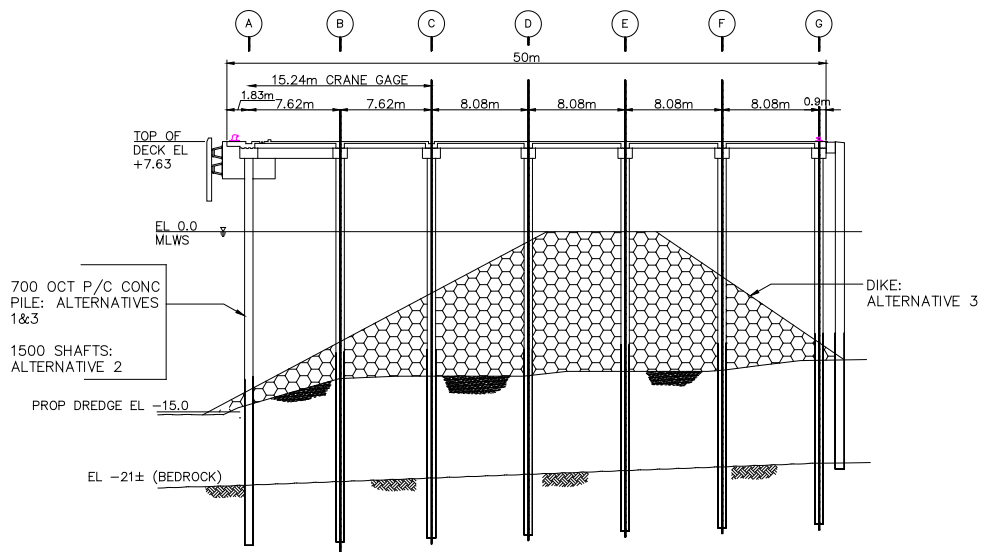 A B C D E F G
50m
15.24m CRANE GAGE
1.83m
7.62m 7.62m 8.08m 8.08m 8.08m 8.08m 0.9m
TOP OF
DECK EL
+7.63
EL 0.0
MLWS
700 OCT P/C CONC
PILE: ALTERNATIVES
1&3
1500 SHAFTS:
ALTERNATIVE 2
DIKE:
ALTERNATIVE 3
PROP DREDGE EL -15.0
EL -21± (BEDROCK)